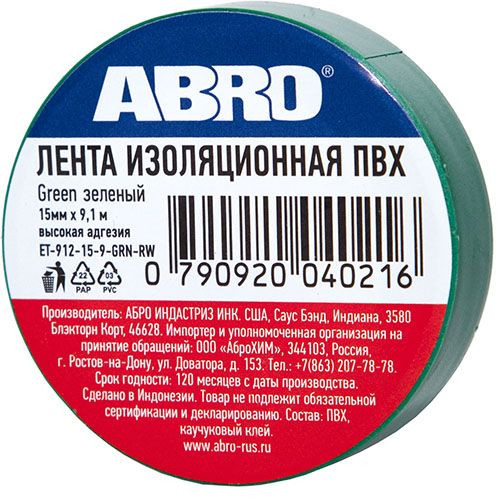 ABRO®
ЛЕНТА ИЗОЛЯЦИОННАЯ ПВХ
Green зеленый
15мм x 9,1 м
высокая адгезия
ET-912-15-9-GRN-RW
22
PAP
03
PVC
0 790920 040216
Производитель: АБРО ИНДАСТРИЗ ИНК. США, Саус Бэнд, Индиана, 3580
Блэкторн Корт, 46628. Импортер и уполномоченная организация на
принятие обращений: ООО «АброХИМ», 344103, Россия,
г. Ростов-на-Дону, ул. Доватора, д. 153. Тел.: +7(863) 207-78-78.
Срок годности: 120 месяцев с даты производства.
Сделано в Индонезии. Товар не подлежит обязательной
сертификации и декларированию. Состав: ПВХ,
каучуковый клей.
www.abro-rus.ru